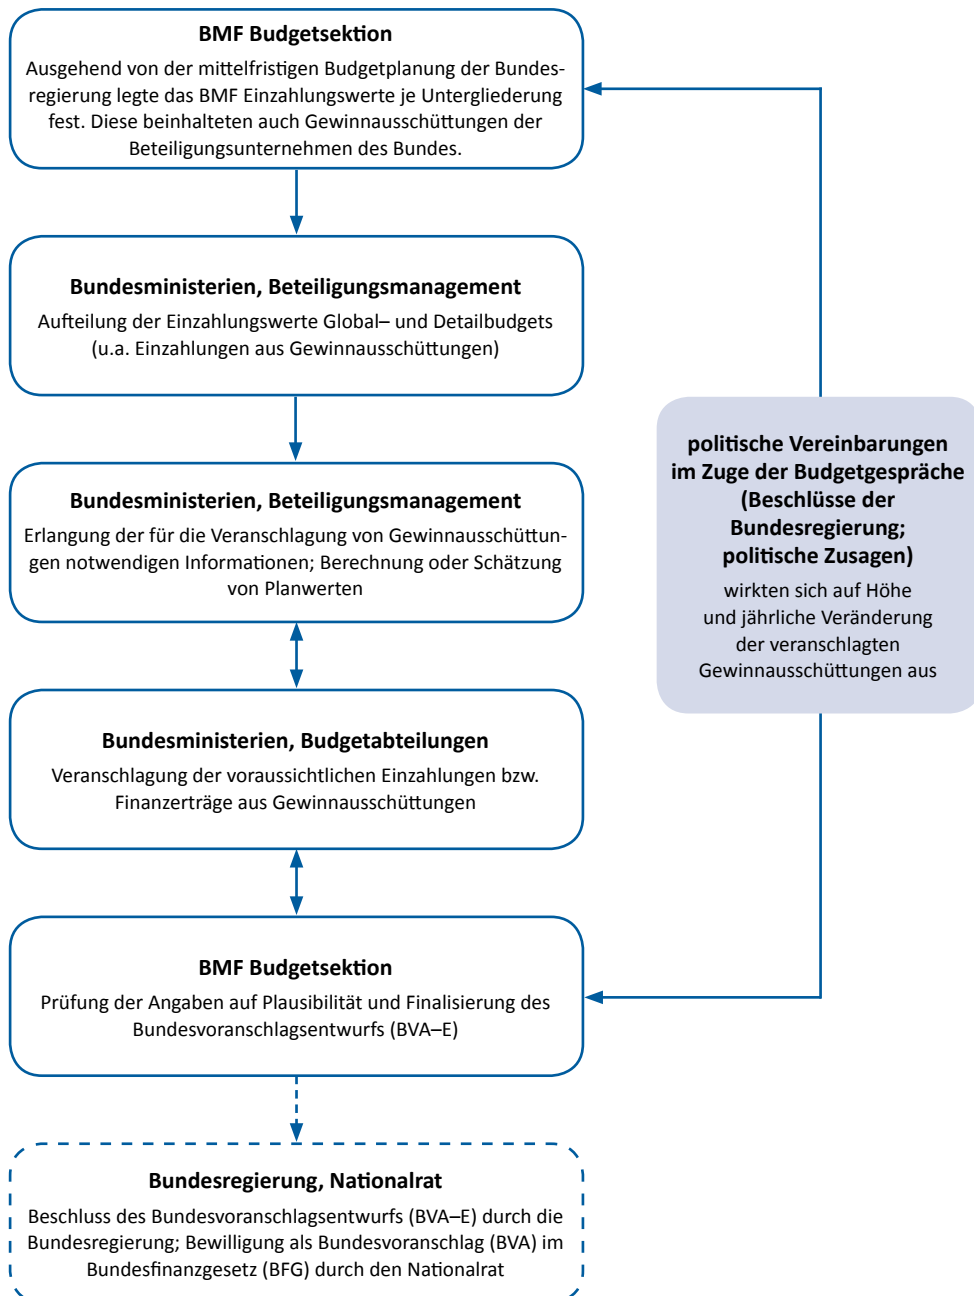 BMF Budgetsektion
Ausgehend von der mittelfristigen Budgetplanung der Bundes-
regierung legte das BMF Einzahlungswerte je Untergliederung
fest. Diese beinhalteten auch Gewinnausschüttungen der
Beteiligungsunternehmen des Bundes.
Bundesministerien, Beteiligungsmanagement
Aufteilung der Einzahlungswerte Global– und Detailbudgets
(u.a. Einzahlungen aus Gewinnausschüttungen)
Bundesministerien, Beteiligungsmanagement
Erlangung der für die Veranschlagung von Gewinnausschüttun-
gen notwendigen Informationen; Berechnung oder Schätzung
von Planwerten
Bundesministerien, Budgetabteilungen
Veranschlagung der voraussichtlichen Einzahlungen bzw.
Finanzerträge aus Gewinnausschüttungen
BMF Budgetsektion
Prüfung der Angaben auf Plausibilität und Finalisierung des
Bundesvoranschlagsentwurfs (BVA–E)
Bundesregierung, Nationalrat
Beschluss des Bundesvoranschlagsentwurfs (BVA–E) durch die
Bundesregierung; Bewilligung als Bundesvoranschlag (BVA) im
Bundesfinanzgesetz (BFG) durch den Nationalrat
politische Vereinbarungen
im Zuge der Budgetgespräche
(Beschlüsse der
Bundesregierung;
politische Zusagen)
wirkten sich auf Höhe
und jährliche Veränderung
der veranschlagten
Gewinnausschüttungen aus